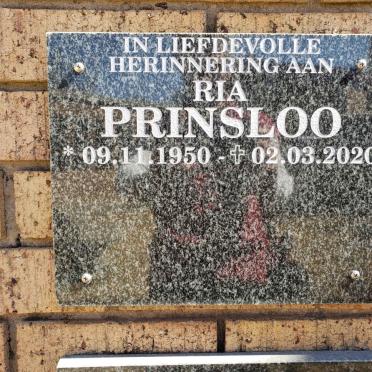 IN LIEFDEVOLLE
HERINNERING AAN
RIA
PRINSLOO
* 09.11.1950 - ✝ 02.03.2020